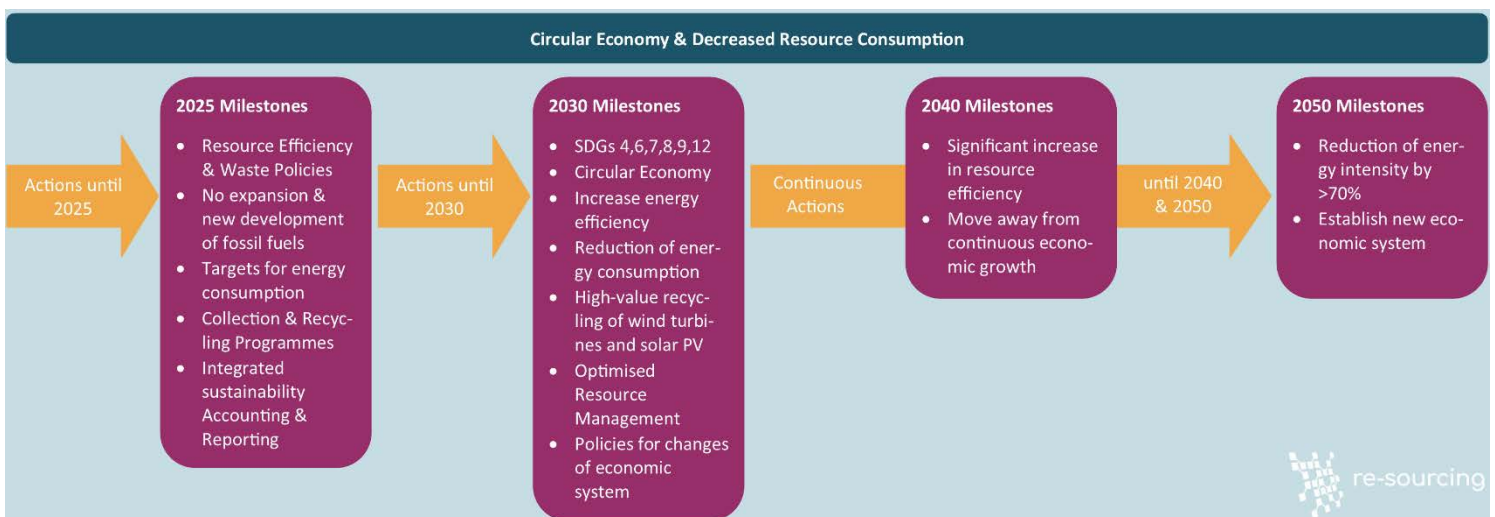 Circular Economy & Decreased Resource Consumption
Actions until
2025
2025 Milestones
• Resource Efficiency
& Waste Policies
• No expansion &
new development
of fossil fuels
• Targets for energy
consumption
• Collection & Recyc-
ling Programmes
• Integrated
sustainability
Accounting &
Reporting
Actions until
2030
2030 Milestones
• SDGs 4,6,7,8,9,12
• Circular Economy
• Increase energy
efficiency
• Reduction of ener-
gy consumption
• High-value recyc-
ling of wind turbi-
nes and solar PV
• Optimised
Resource
Management
• Policies for changes
of economic
system
Continuous
Actions
2040 Milestones
• Significant increase
in resource
efficiency
• Move away from
continuous econo-
mic growth
until 2040
& 2050
2050 Milestones
• Reduction of ener-
gy intensity by
>70%
• Establish new eco-
nomic system
re-sourcing